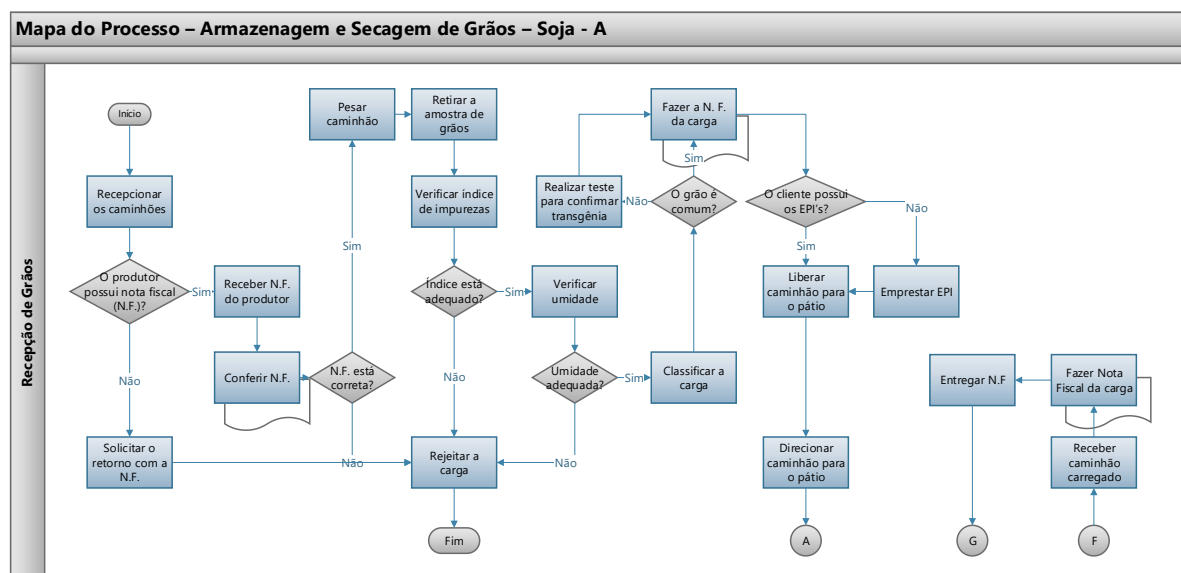 Mapa do Processo – Armazenagem e Secagem de Grãos – Soja - A
Recepção de Grãos
Início
Recepcionar
os caminhões
O produtor
possui nota fiscal
(N.F.)?
Sim
Não
Receber N.F.
do produtor
Conferir N.F.
Solicitar o
retorno com a
N.F.
N.F. está
correta?
Sim
Não
Pesar
caminhão
Retirar a
amostra de
grãos
Verificar índice
de impurezas
Índice está
adequado?
Sim
Não
Rejeitar a
carga
Fim
Verificar
umidade
Umidade
adequada?
Sim
Não
Classificar a
carga
O grão é
comum?
Sim
Não
Realizar teste
para confirmar
transgênia
Fazer a N. F.
da carga
O cliente possui
os EPI's?
Sim
Não
Emprestar EPI
Liberar
caminhão para
o pátio
Direcionar
caminhão para
o pátio
A
Entregar N.F
Fazer Nota
Fiscal da carga
Receber
caminhão
carregado
G
F